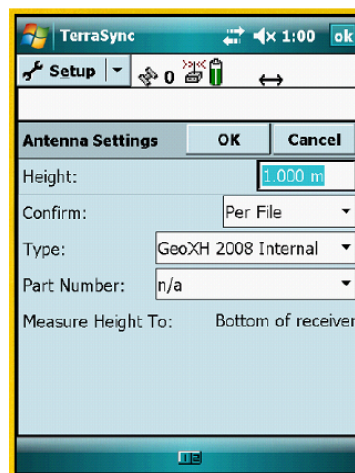 TerraSync 1:00 ok
Setup 0
Antenna Settings OK Cancel
Height: 1.000 m
Confirm: Per File
Type: GeoXH 2008 Internal
Part Number: n/a
Measure Height To: Bottom of receiver